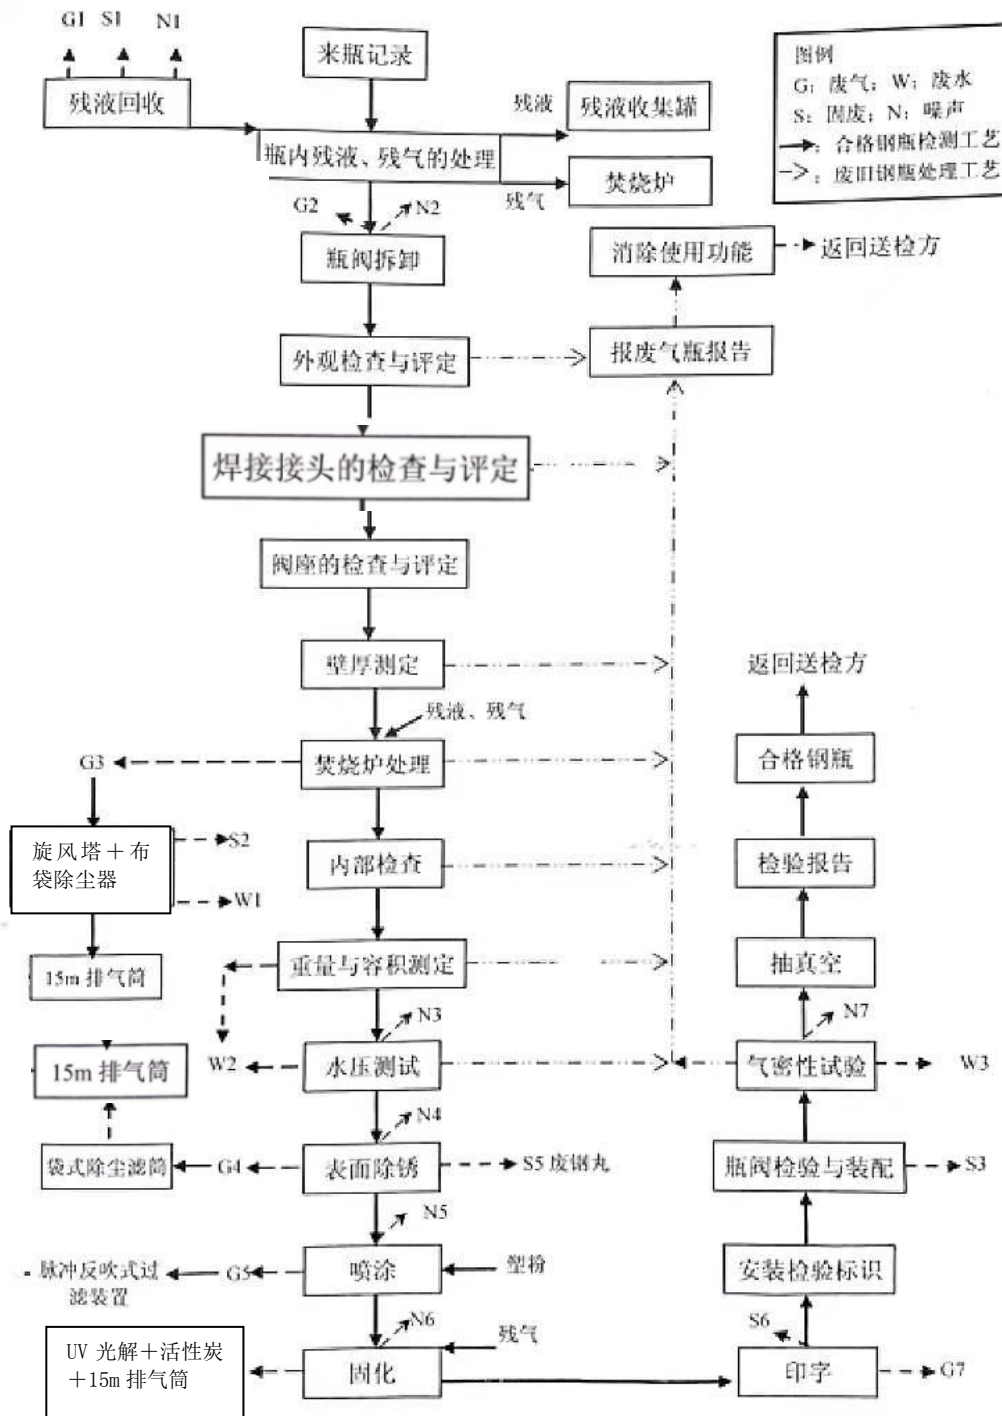 G1 S1 N1
残液回收
来瓶记录
残液
残液收集罐
瓶内残液、残气的处理
残气
焚烧炉
图例
G：废气；W：废水
S：固废；N：噪声
：合格钢瓶检测工艺
：废旧钢瓶处理工艺
G2
N2
瓶阀拆卸
消除使用功能
返回送检方
外观检查与评定
报废气瓶报告
焊接接头的检查与评定
阀座的检查与评定
壁厚测定
残液、残气
返回送检方
G3
焚烧炉处理
合格钢瓶
旋风塔＋布
袋除尘器
S2
W1
内部检查
检验报告
15m 排气筒
重量与容积测定
抽真空
N3
N7
15m 排气筒
W2
水压测试
气密性试验
W3
N4
袋式除尘滤筒
G4
表面除锈
S5 废钢丸
瓶阀检验与装配
S3
N5
脉冲反吹式过
滤装置
G5
喷涂
塑粉
安装检验标识
N6
残气
S6
UV 光解＋活性炭
＋15m 排气筒
固化
印字
G7